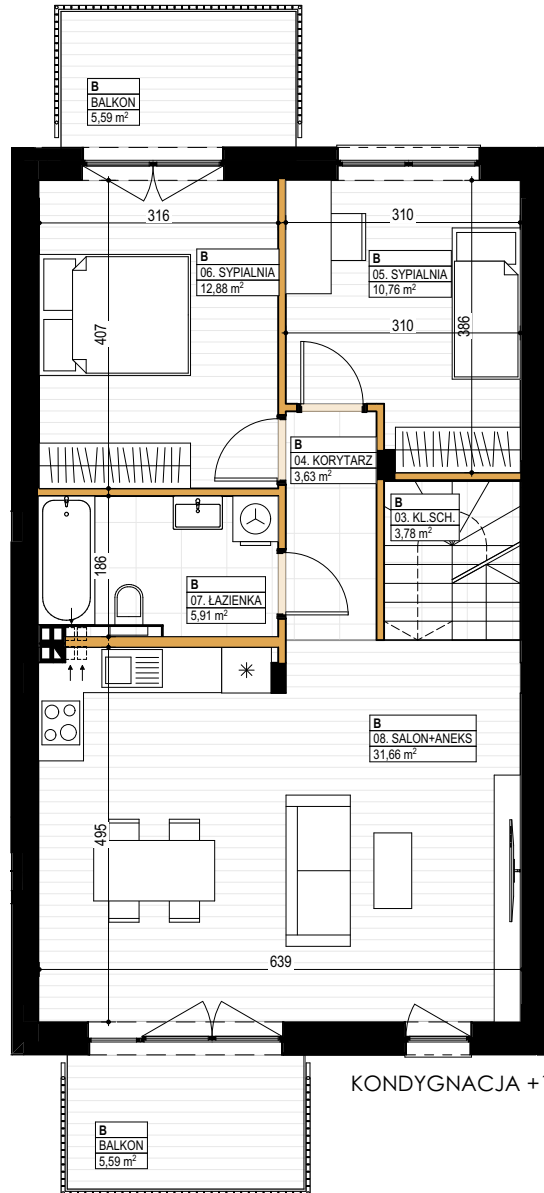 B
BALKON
5,59 m²
316
310
B
06. SYPIALNIA
12,88 m²
B
05. SYPIALNIA
10,76 m²
407
310
386
B
04. KORYTARZ
3,63 m²
B
03. KL.SCH.
3,78 m²
186
B
07. ŁAZIENKA
5,91 m²
B
08. SALON+ANEKS
31,66 m²
495
639
KONDYGNACJA +1
B
BALKON
5,59 m²